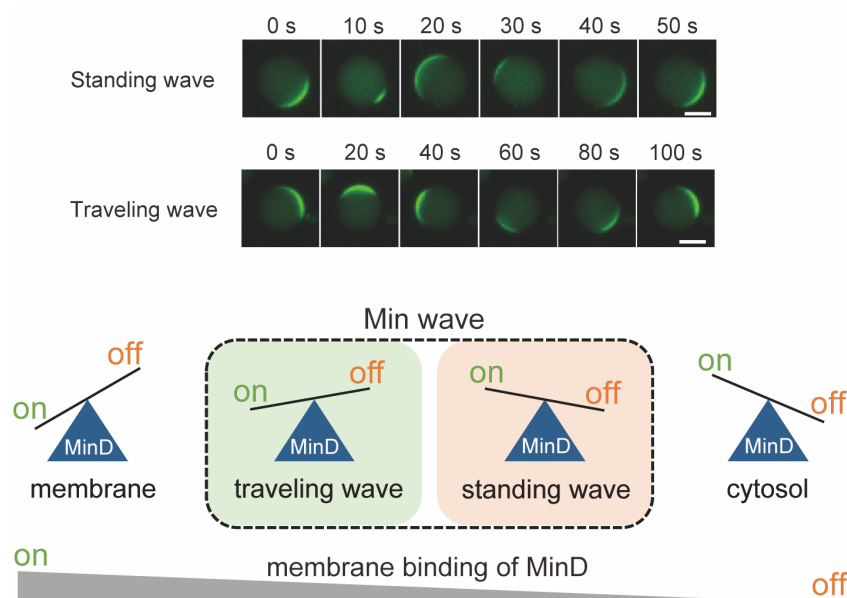 0 s 10 s 20 s 30 s 40 s 50 s
Standing wave
0 s 20 s 40 s 60 s 80 s 100 s
Traveling wave
Min wave
on off
MinD
membrane
on off
MinD
traveling wave
on off
MinD
standing wave
on off
MinD
cytosol
on
membrane binding of MinD
off